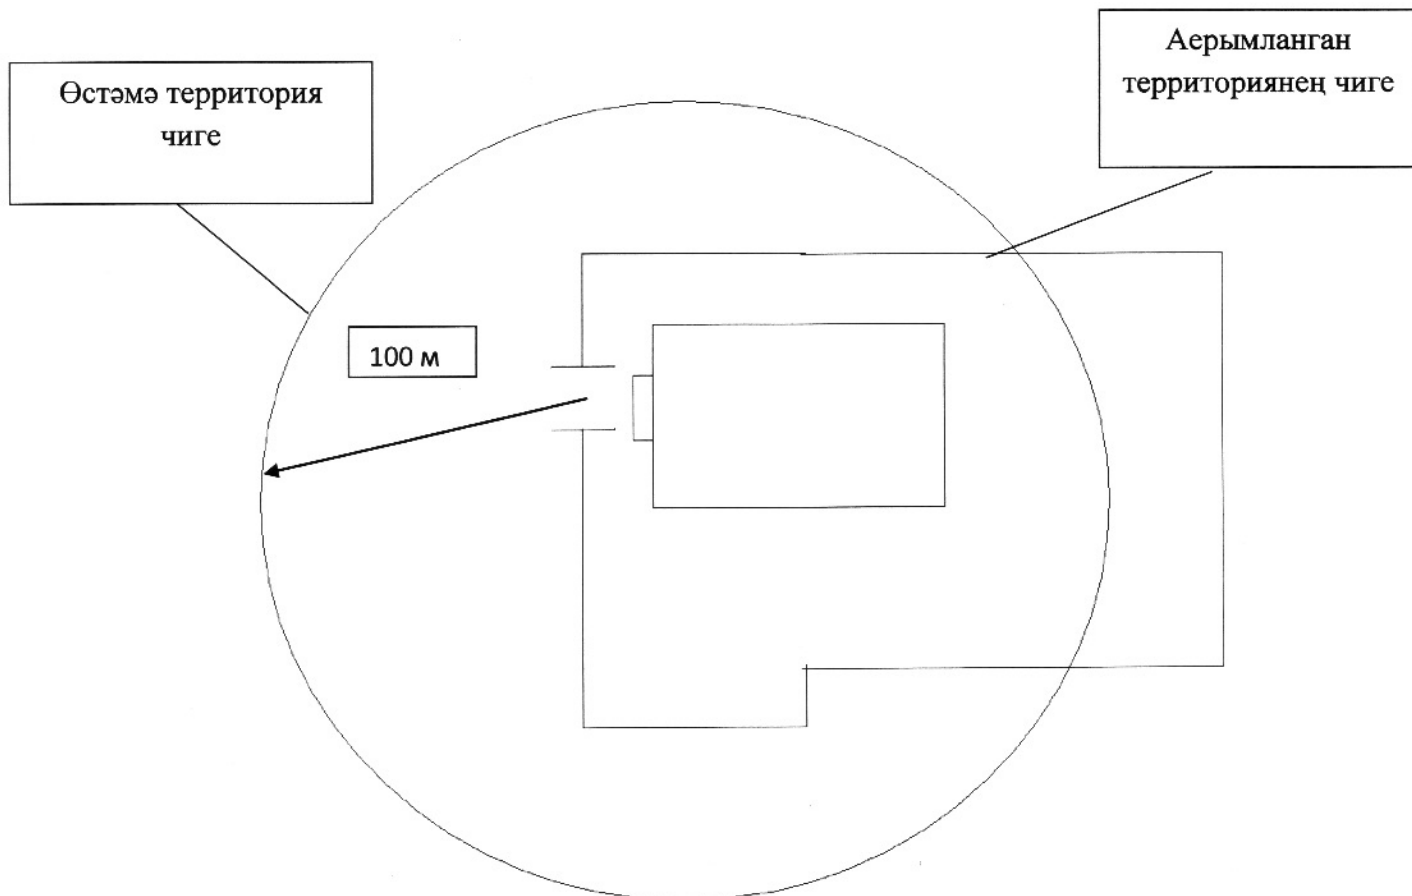 Өстәмә территория
чиге
Аерымланган
территориянең чиге
100 м